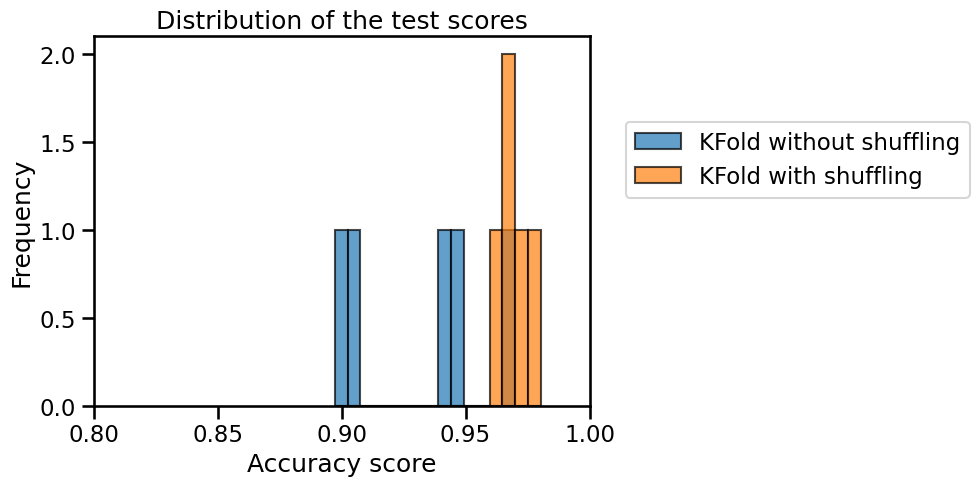 Distribution of the test scores
2.0
1.5
1.0
0.5
0.0
Frequency
0.80 0.85 0.90 0.95 1.00
Accuracy score
KFold without shuffling
KFold with shuffling